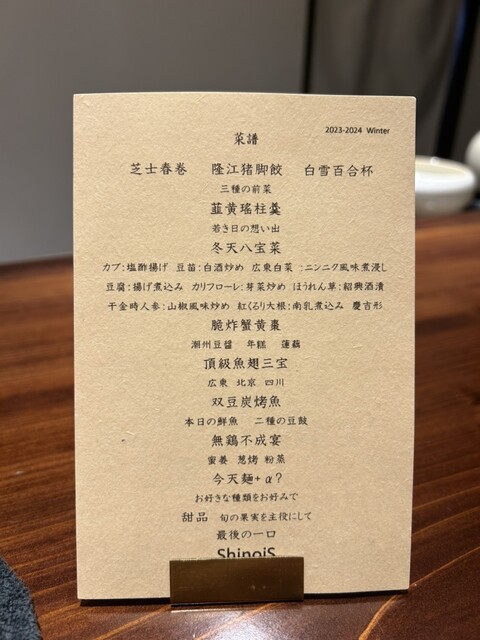 2023-2024 Winter
菜譜
芝士春巻　隆江猪脚餃　白雪百合杯
三種の前菜
韮黄瑤柱羹
若き日の想い出
冬天八宝菜
カブ:塩酢揚げ 豆苗:白酒炒め 広東白菜 :ニンニク風味煮浸し
豆腐:揚げ煮込み カリフローレ:芽菜炒め ほうれん草:紹興酒漬
千金時人参:山椒風味炒め 紅くるり大根:南乳煮込み 慶吉形
脆炸蟹黄棗
潮州豆醤　年糕　蓮藕
頂級魚翅三宝
広東 北京 四川
双豆炭烤魚
本日の鮮魚　二種の豆鼓
無鶏不成宴
蜜姜 葱烤 粉蒸
今天麺+α?
お好きな種類をお好みで
甜品 旬の果実を主役にして
最後の一口
ShinoiS